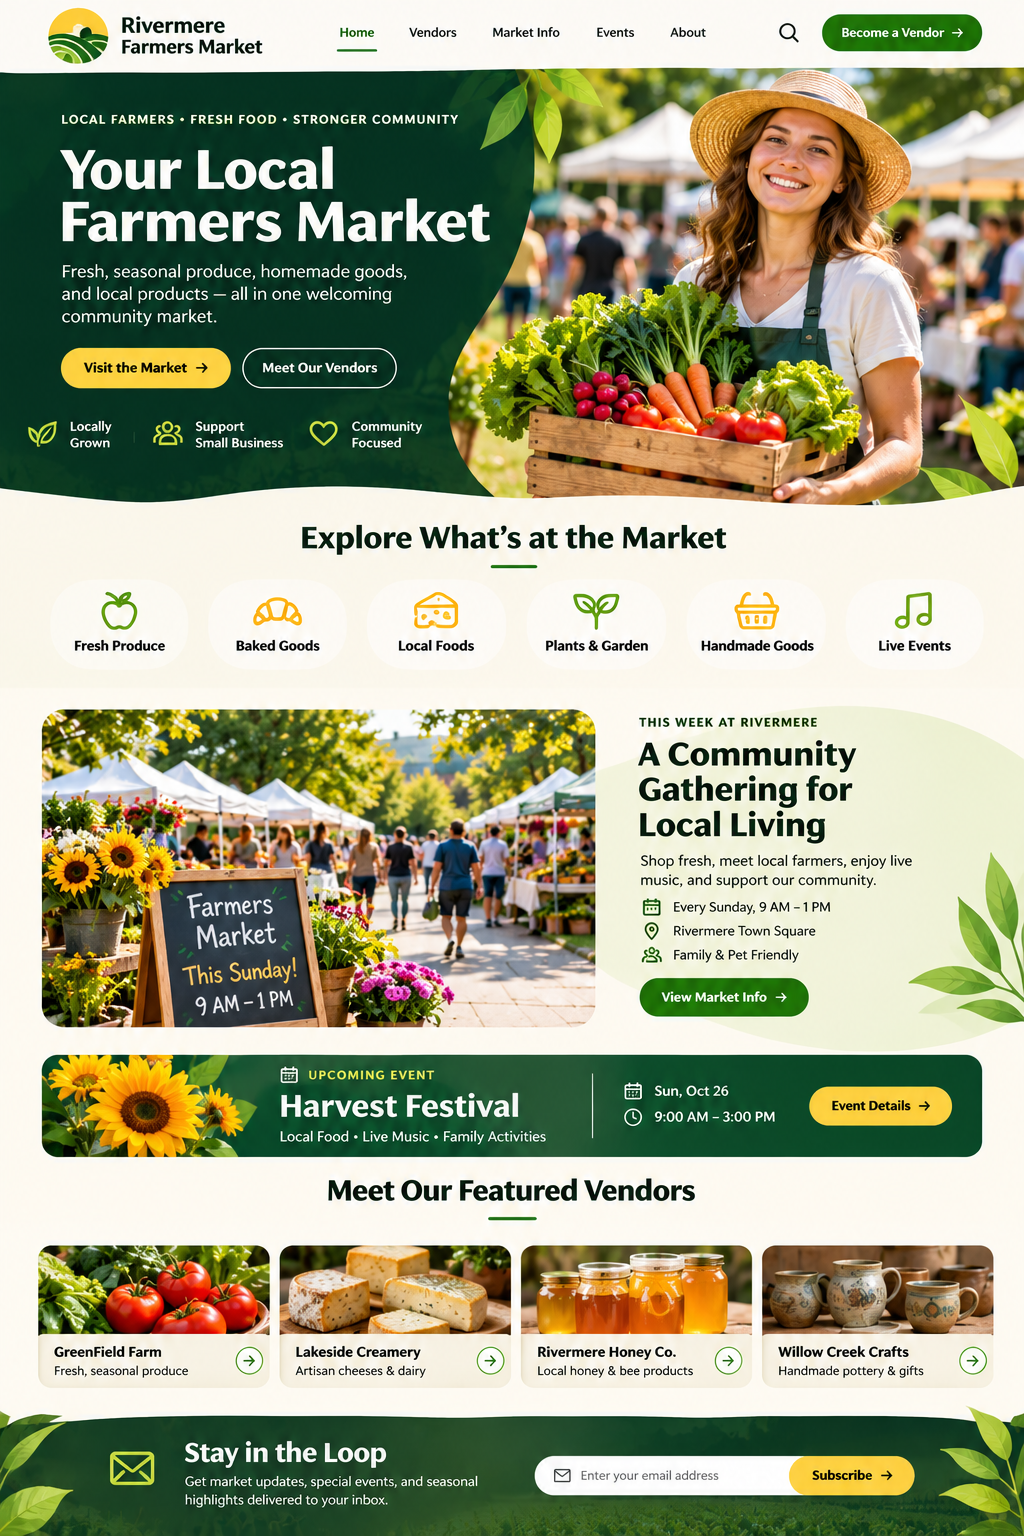 Rivermere
Farmers Market
Home
Vendors
Market Info
Events
About
Become a Vendor →
LOCAL FARMERS • FRESH FOOD • STRONGER COMMUNITY
Your Local
Farmers Market
Fresh, seasonal produce, homemade goods,
and local products — all in one welcoming
community market.
Visit the Market →
Meet Our Vendors
Locally
Grown
Support
Small Business
Community
Focused
Explore What’s at the Market
Fresh Produce
Baked Goods
Local Foods
Plants & Garden
Handmade Goods
Live Events
Farmers
Market
This Sunday!
9 AM – 1 PM
THIS WEEK AT RIVERMERE
A Community
Gathering for
Local Living
Shop fresh, meet local farmers, enjoy live
music, and support our community.
Every Sunday, 9 AM – 1 PM
Rivermere Town Square
Family & Pet Friendly
View Market Info →
UPCOMING EVENT
Harvest Festival
Local Food • Live Music • Family Activities
Sun, Oct 26
9:00 AM – 3:00 PM
Event Details →
Meet Our Featured Vendors
GreenField Farm
Fresh, seasonal produce
Lakeside Creamery
Artisan cheeses & dairy
Rivermere Honey Co.
Local honey & bee products
Willow Creek Crafts
Handmade pottery & gifts
Stay in the Loop
Get market updates, special events, and seasonal
highlights delivered to your inbox.
Enter your email address
Subscribe →